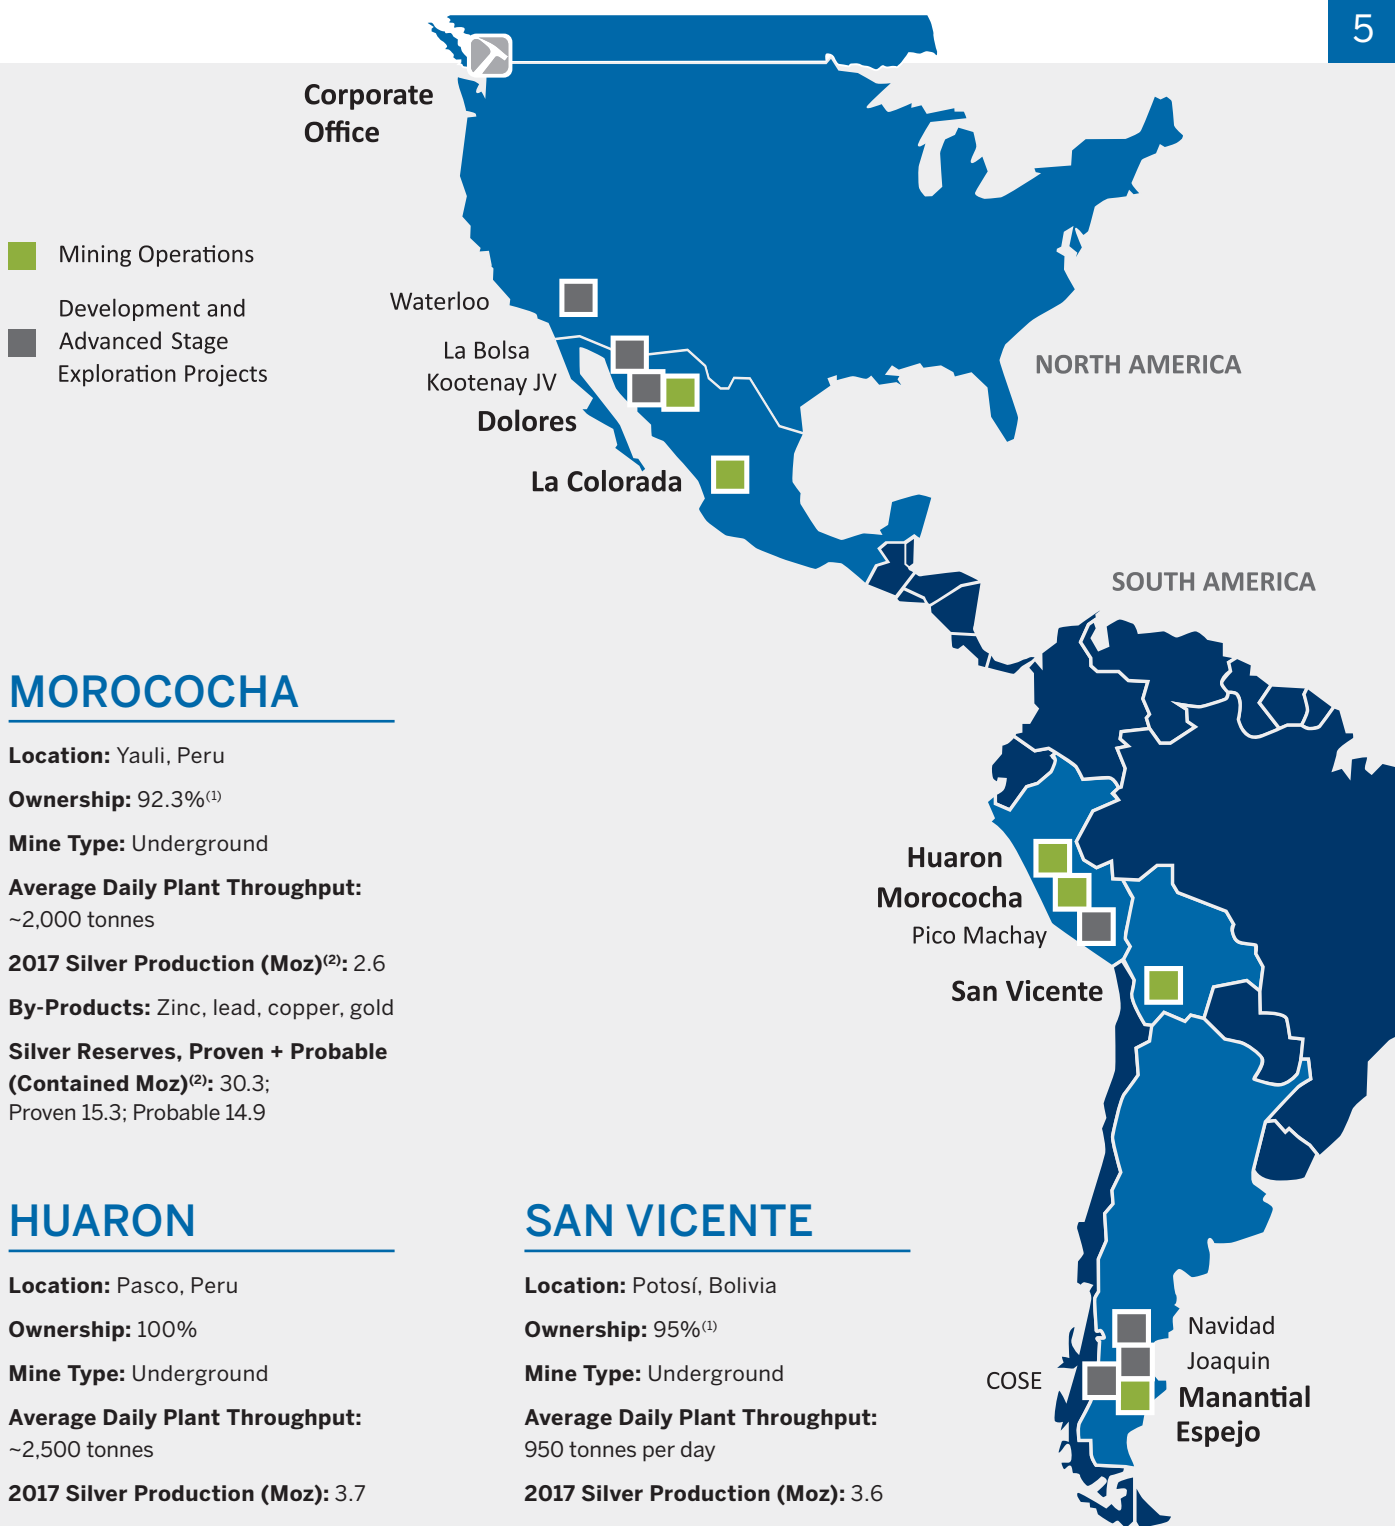 5
Corporate
Office
Mining Operations
Development and
Advanced Stage
Exploration Projects
Waterloo
La Bolsa
Kootenay JV
Dolores
La Colorada
NORTH AMERICA
SOUTH AMERICA
MOROCOCHA
Location: Yauli, Peru
Ownership: 92.3%(1)
Mine Type: Underground
Average Daily Plant Throughput:
~2,000 tonnes
2017 Silver Production (Moz)(2): 2.6
By-Products: Zinc, lead, copper, gold
Silver Reserves, Proven + Probable
(Contained Moz)(2): 30.3;
Proven 15.3; Probable 14.9
Huaron
Morococha
Pico Machay
San Vicente
HUARON
Location: Pasco, Peru
Ownership: 100%
Mine Type: Underground
Average Daily Plant Throughput:
~2,500 tonnes
2017 Silver Production (Moz): 3.7
SAN VICENTE
Location: Potosí, Bolivia
Ownership: 95%(1)
Mine Type: Underground
Average Daily Plant Throughput:
950 tonnes per day
2017 Silver Production (Moz): 3.6
Navidad
Joaquin
COSE
Manantial
Espejo